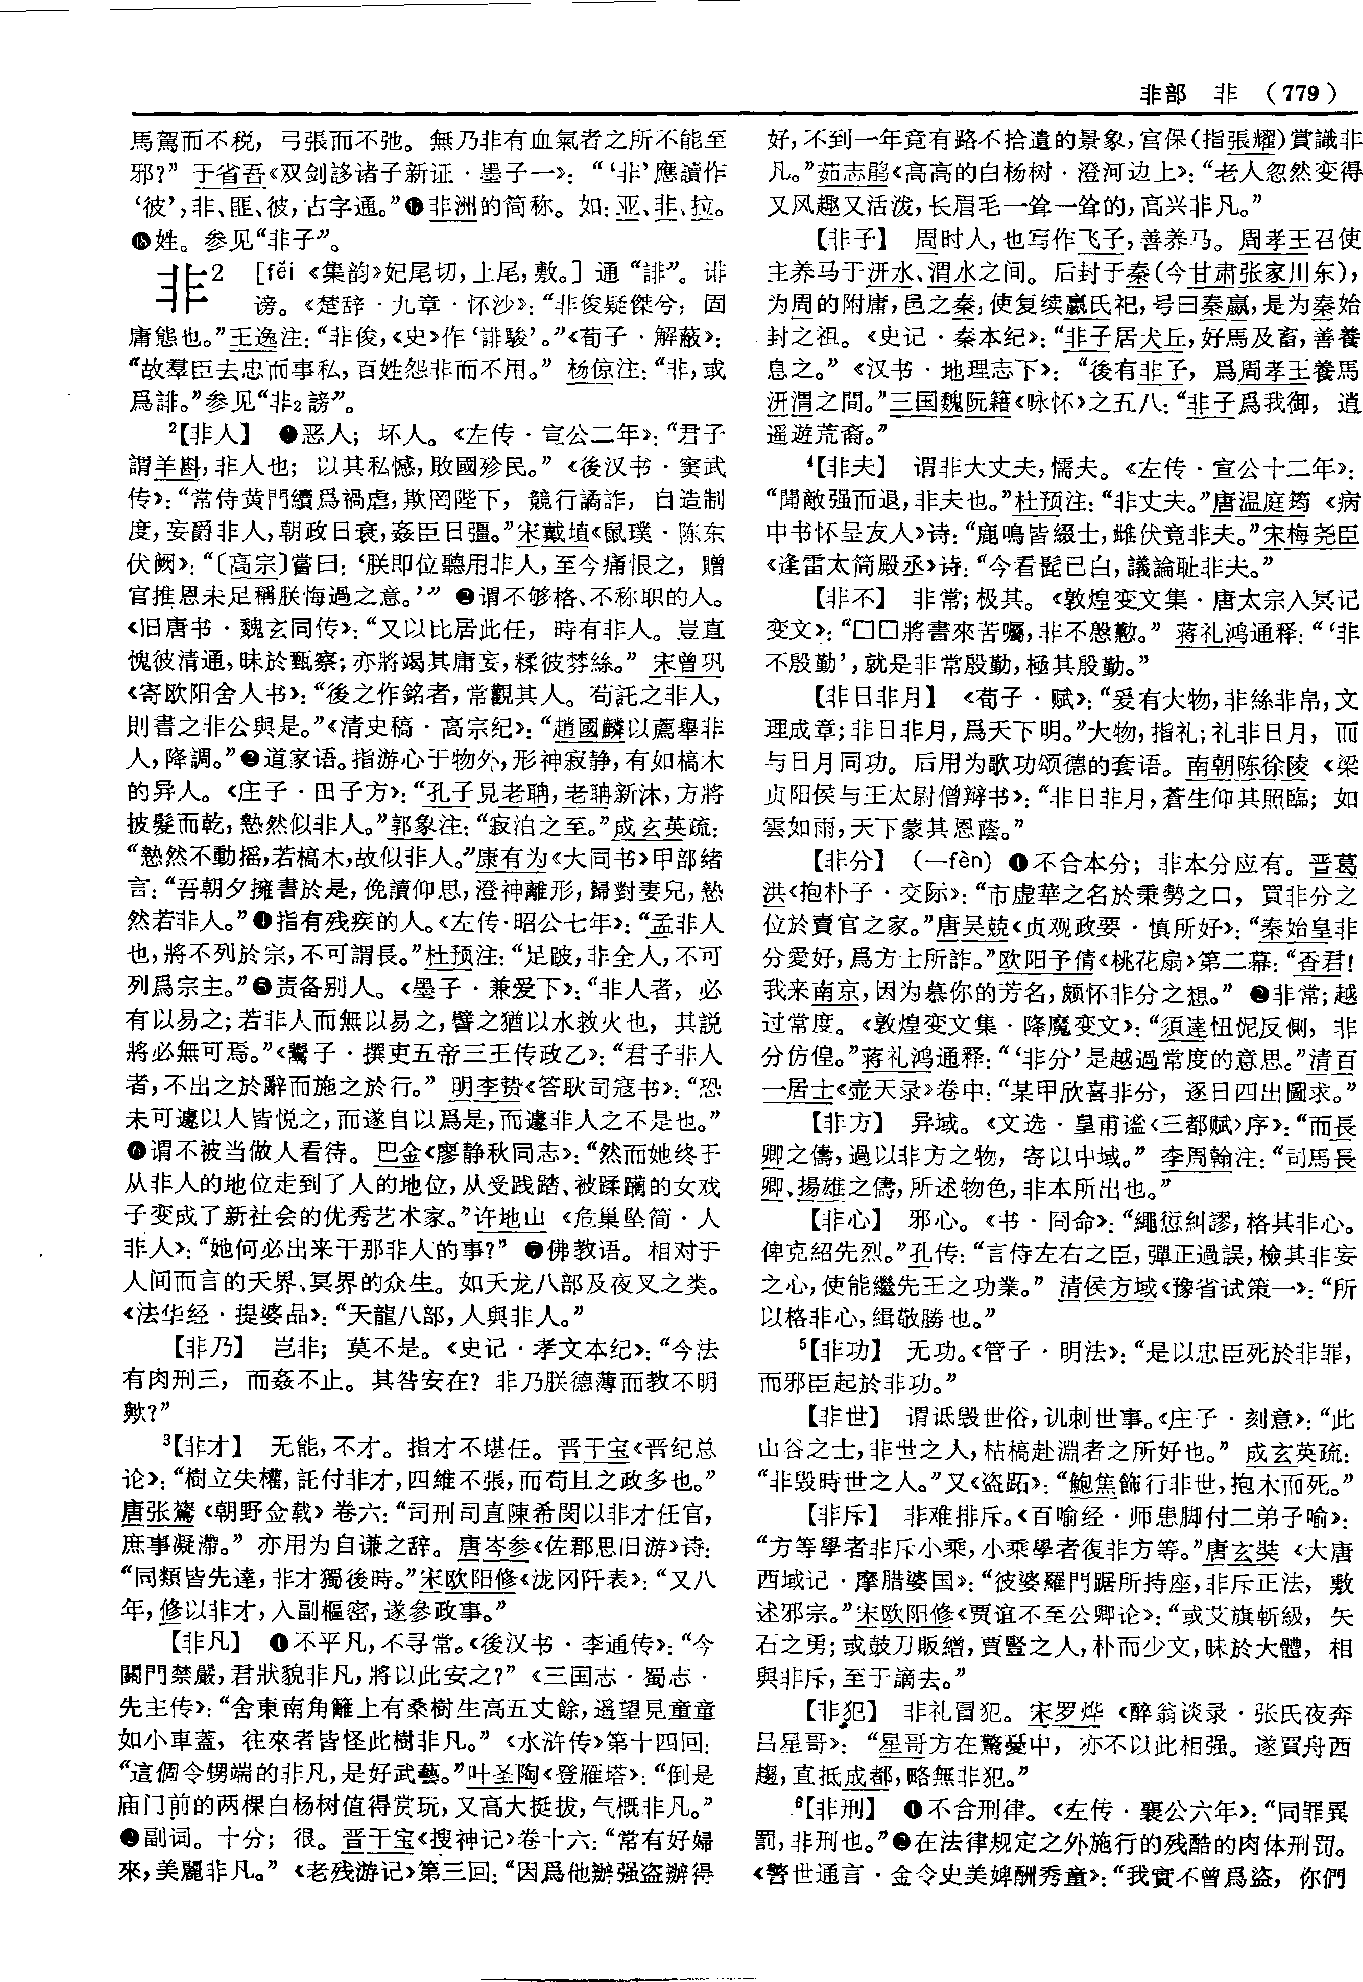 非部　非　（779）
馬駕而不税，弓張而不弛。無乃非有血氣者之所不能至
邪？”于省吾《双剑誃诸子新证·墨子一》：“‘非’應讀作
‘彼’，非、匪、彼，古字通。”⓮非洲的简称。如：亚、非、拉。
⓯姓。参见“非子”。
非2　[fěi《集韵》妃尾切，上尾，敷。]通“誹”。诽
谤。《楚辞·九章·怀沙》：“非俊疑傑兮，固
庸態也。”王逸注：“非俊，《史》作‘誹駿’。”《荀子·解蔽》：
“故羣臣去忠而事私，百姓怨非而不用。”杨倞注：“非，或
爲誹。”参见“非2謗”。
2【非人】　❶恶人；坏人。《左传·宣公二年》：“君子
謂羊斟，非人也；以其私憾，敗國殄民。”《後汉书·窦武
传》：“常侍黄門續爲禍虐，欺罔陛下，競行譎詐，自造制
度，妄爵非人，朝政日衰，姦臣日彊。”宋戴埴《鼠璞·陈东
伏阙》：“〔高宗〕嘗曰：‘朕即位聽用非人，至今痛恨之，贈
官推恩未足稱朕悔過之意。’”❷谓不够格、不称职的人。
《旧唐书·魏玄同传》：“又以比居此任，時有非人。豈直
愧彼清通，昧於甄察；亦將竭其庸妄，糅彼棼絲。”宋曾巩
《寄欧阳舍人书》：“後之作銘者，常觀其人。苟託之非人，
則書之非公與是。”《清史稿·高宗纪》：“趙國麟以薦舉非
人，降調。”❸道家语。指游心于物外，形神寂静，有如槁木
的异人。《庄子·田子方》：“孔子見老聃，老聃新沐，方將
披髮而乾，慹然似非人。”郭象注：“寂泊之至。”成玄英疏：
“慹然不動摇，若槁木，故似非人。”康有为《大同书》甲部绪
言：“吾朝夕擁書於是，俛讀仰思，澄神離形，歸對妻兒，慹
然若非人。”❹指有残疾的人。《左传·昭公七年》：“孟非人
也，將不列於宗，不可謂長。”杜预注：“足跛，非全人，不可
列爲宗主。”❺责备别人。《墨子·兼爱下》：“非人者，必
有以易之；若非人而無以易之，譬之猶以水救火也，其説
將必無可焉。”《鬻子·撰吏五帝三王传政乙》：“君子非人
者，不出之於辭而施之於行。”明李贽《答耿司寇书》：“恐
未可遽以人皆悦之，而遂自以爲是，而遽非人之不是也。”
❻谓不被当做人看待。巴金《廖静秋同志》：“然而她终于
从非人的地位走到了人的地位，从受践踏、被蹂躏的女戏
子变成了新社会的优秀艺术家。”许地山《危巢坠简·人
非人》：“她何必出来干那非人的事？”❼佛教语。相对于
人间而言的天界、冥界的众生。如天龙八部及夜叉之类。
《法华经·提婆品》：“天龍八部，人與非人。”
【非乃】　岂非；莫不是。《史记·孝文本纪》：“今法
有肉刑三，而姦不止。其咎安在？非乃朕德薄而教不明
歟？”
3【非才】　无能，不才。指才不堪任。晋干宝《晋纪总
论》：“樹立失權，託付非才，四維不張，而苟且之政多也。”
唐张鷟《朝野佥载》卷六：“司刑司直陳希閔以非才任官，
庶事凝滯。”亦用为自谦之辞。唐岑参《佐郡思旧游》诗：
“同類皆先達，非才獨後時。”宋欧阳修《泷冈阡表》：“又八
年，修以非才，入副樞密，遂參政事。”
【非凡】　❶不平凡，不寻常。《後汉书·李通传》：“今
關門禁嚴，君狀貌非凡，將以此安之？”《三国志·蜀志·
先主传》：“舍東南角籬上有桑樹生高五丈餘，遥望見童童
如小車蓋，往來者皆怪此樹非凡。”《水浒传》第十四回：
“這個令甥端的非凡，是好武藝。”叶圣陶《登雁塔》：“倒是
庙门前的两棵白杨树值得赏玩，又高大挺拔，气概非凡。”
❷副词。十分；很。晋干宝《搜神记》卷十六：“常有好婦
來，美麗非凡。”《老残游记》第三回：“因爲他辦强盗辦得
好，不到一年竟有路不拾遺的景象，宫保（指張耀）賞識非
凡。”茹志鹃《高高的白杨树·澄河边上》：“老人忽然变得
又风趣又活泼，长眉毛一耸一耸的，高兴非凡。”
【非子】　周时人，也写作飞子，善养马。周孝王召使
主养马于汧水、渭水之间。后封于秦（今甘肃张家川东），
为周的附庸，邑之秦，使复续嬴氏祀，号曰秦嬴，是为秦始
封之祖。《史记·秦本纪》：“非子居犬丘，好馬及畜，善養
息之。”《汉书·地理志下》：“後有非子，爲周孝王養馬
汧渭之間。”三国魏阮籍《咏怀》之五八：“非子爲我御，逍
遥遊荒裔。”
4【非夫】　谓非大丈夫，懦夫。《左传·宣公十二年》：
“聞敵强而退，非夫也。”杜预注：“非丈夫。”唐温庭筠《病
中书怀呈友人》诗：“鹿鳴皆綴士，雌伏竟非夫。”宋梅尧臣
《逢雷太简殿丞》诗：“今看髭已白，議論耻非夫。”
【非不】　非常；极其。《敦煌变文集·唐太宗入冥记
变文》：“□□將書來苦囑，非不慇懃。”蒋礼鸿通释：“‘非
不殷勤’，就是非常殷勤，極其殷勤。”
【非日非月】　《荀子·赋》：“爰有大物，非絲非帛，文
理成章；非日非月，爲天下明。”大物，指礼；礼非日月，而
与日月同功。后用为歌功颂德的套语。南朝陈徐陵《梁
贞阳侯与王太尉僧辩书》：“非日非月，蒼生仰其照臨；如
雲如雨，天下蒙其恩蔭。”
【非分】　（—fèn）❶不合本分；非本分应有。晋葛
洪《抱朴子·交际》：“市虚華之名於秉勢之口，買非分之
位於賣官之家。”唐吴兢《贞观政要·慎所好》：“秦始皇非
分愛好，爲方士所詐。”欧阳予倩《桃花扇》第二幕：“香君！
我来南京，因为慕你的芳名，颇怀非分之想。”❷非常；越
过常度。《敦煌变文集·降魔变文》：“須達忸怩反側，非
分仿偟。”蒋礼鸿通释：“‘非分’是越過常度的意思。”清百
一居士《壶天录》卷中：“某甲欣喜非分，逐日四出圖求。”
【非方】　异域。《文选·皇甫谧〈三都赋〉序》：“而長
卿之儔，過以非方之物，寄以中域。”李周翰注：“司馬長
卿、揚雄之儔，所述物色，非本所出也。”
【非心】　邪心。《书·冏命》：“繩愆糾謬，格其非心。
俾克紹先烈。”孔传：“言侍左右之臣，彈正過誤，檢其非妄
之心，使能繼先王之功業。”清侯方域《豫省试策一》：“所
以格非心，緝敬勝也。”
5【非功】　无功。《管子·明法》：“是以忠臣死於非罪，
而邪臣起於非功。”
【非世】　谓诋毁世俗，讥刺世事。《庄子·刻意》：“此
山谷之士，非世之人，枯槁赴淵者之所好也。”成玄英疏：
“非毁時世之人。”又《盗跖》：“鮑焦飾行非世，抱木而死。”
【非斥】　非难排斥。《百喻经·师患脚付二弟子喻》：
“方等學者非斥小乘，小乘學者復非方等。”唐玄奘《大唐
西域记·摩腊婆国》：“彼婆羅門踞所持座，非斥正法，敷
述邪宗。”宋欧阳修《贾谊不至公卿论》：“或艾旗斬級，矢
石之勇；或鼓刀販繒，賈豎之人，朴而少文，昧於大體，相
與非斥，至于謫去。”
【非犯】　非礼冒犯。宋罗烨《醉翁谈录·张氏夜奔
吕星哥》：“星哥方在驚憂中，亦不以此相强。遂買舟西
趨，直抵成都，略無非犯。”
6【非刑】　❶不合刑律。《左传·襄公六年》：“同罪異
罰，非刑也。”❷在法律规定之外施行的残酷的肉体刑罚。
《警世通言·金令史美婢酬秀童》：“我實不曾爲盗，你們